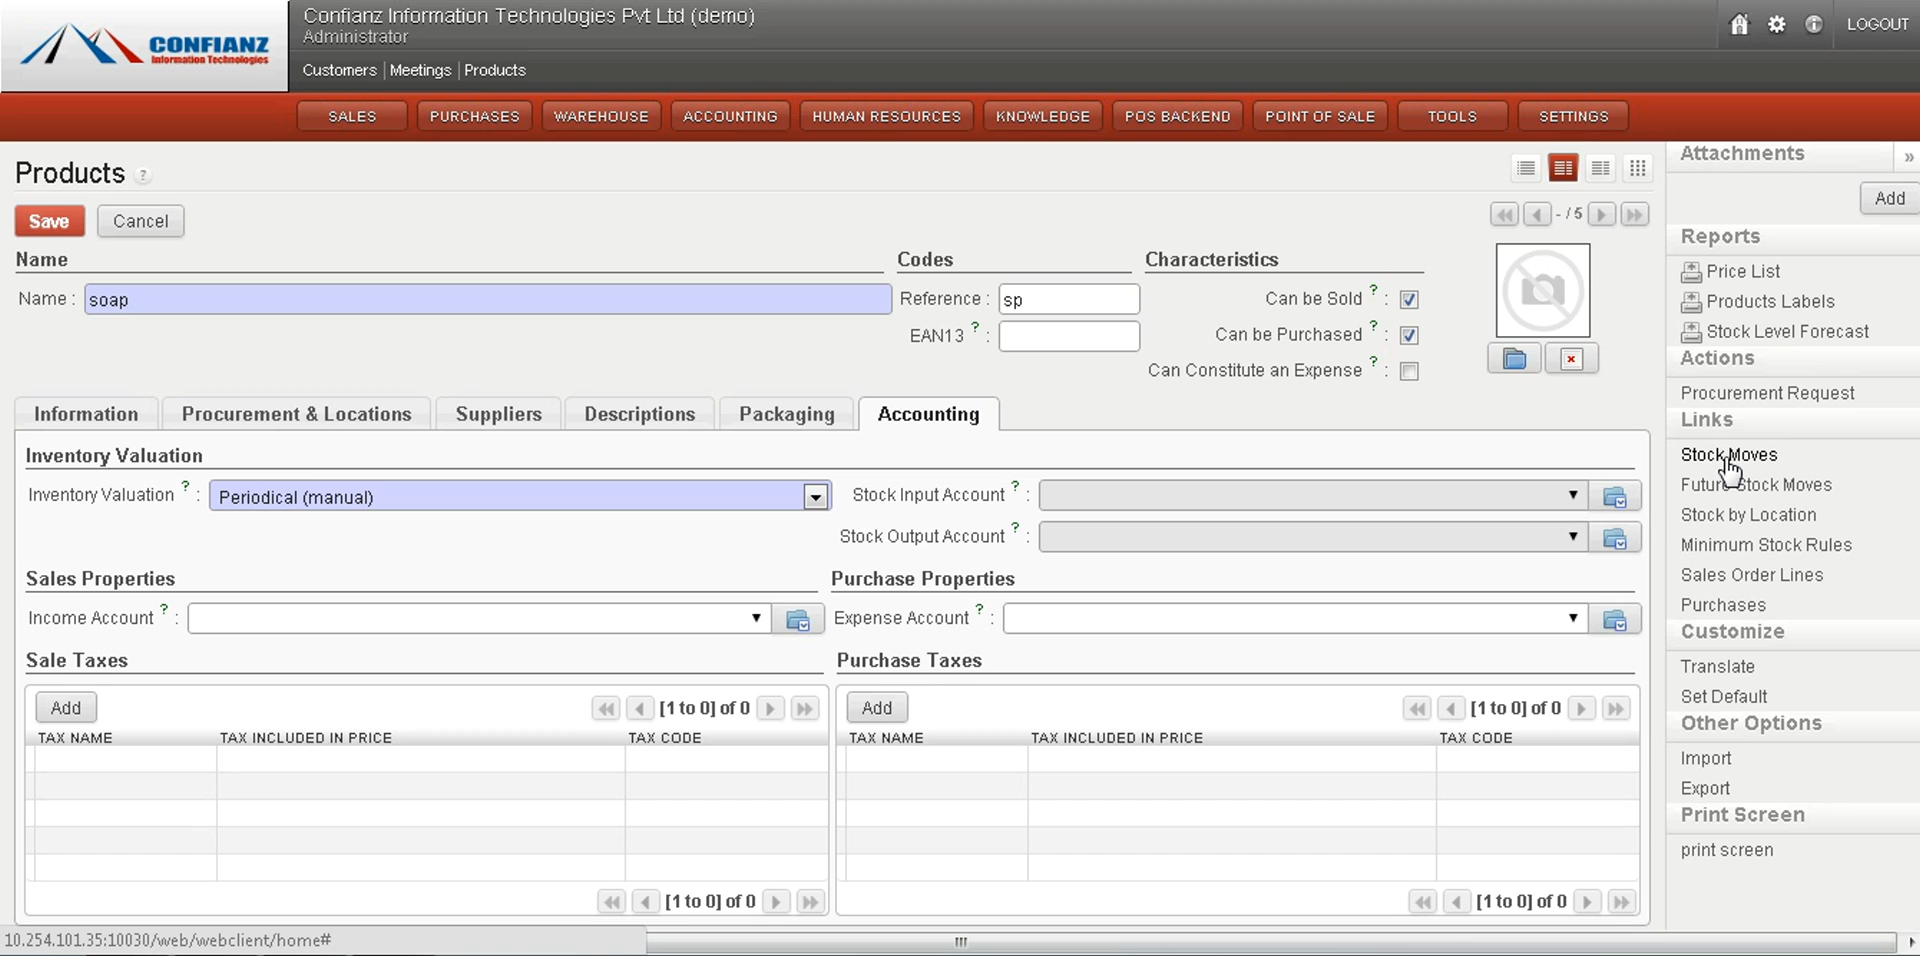 CONFIANZ
Information Technologies
Confianz Information Technologies Pvt Ltd (demo)
Administrator
Customers Meetings Products
LOGOUT
SALES PURCHASES WAREHOUSE ACCOUNTING HUMAN RESOURCES KNOWLEDGE POS BACKEND POINT OF SALE TOOLS SETTINGS
Products ?
Save Cancel
- / 5
Name Codes Characteristics
Name : soap Reference : sp Can be Sold ? :
EAN13 ? : Can be Purchased ? :
Can Constitute an Expense ? :
Information Procurement & Locations Suppliers Descriptions Packaging Accounting
Inventory Valuation
Inventory Valuation ? : Periodical (manual) Stock Input Account ? :
Stock Output Account ? :
Sales Properties Purchase Properties
Income Account ? : Expense Account ? :
Sale Taxes Purchase Taxes
Add [1 to 0] of 0 Add [1 to 0] of 0
TAX NAME TAX INCLUDED IN PRICE TAX CODE TAX NAME TAX INCLUDED IN PRICE TAX CODE
[1 to 0] of 0 [1 to 0] of 0
Attachments »
Add
Reports
Price List
Products Labels
Stock Level Forecast
Actions
Procurement Request
Links
Stock Moves
Future Stock Moves
Stock by Location
Minimum Stock Rules
Sales Order Lines
Purchases
Customize
Translate
Set Default
Other Options
Import
Export
Print Screen
print screen
10.254.101.35:10030/web/webclient/home#